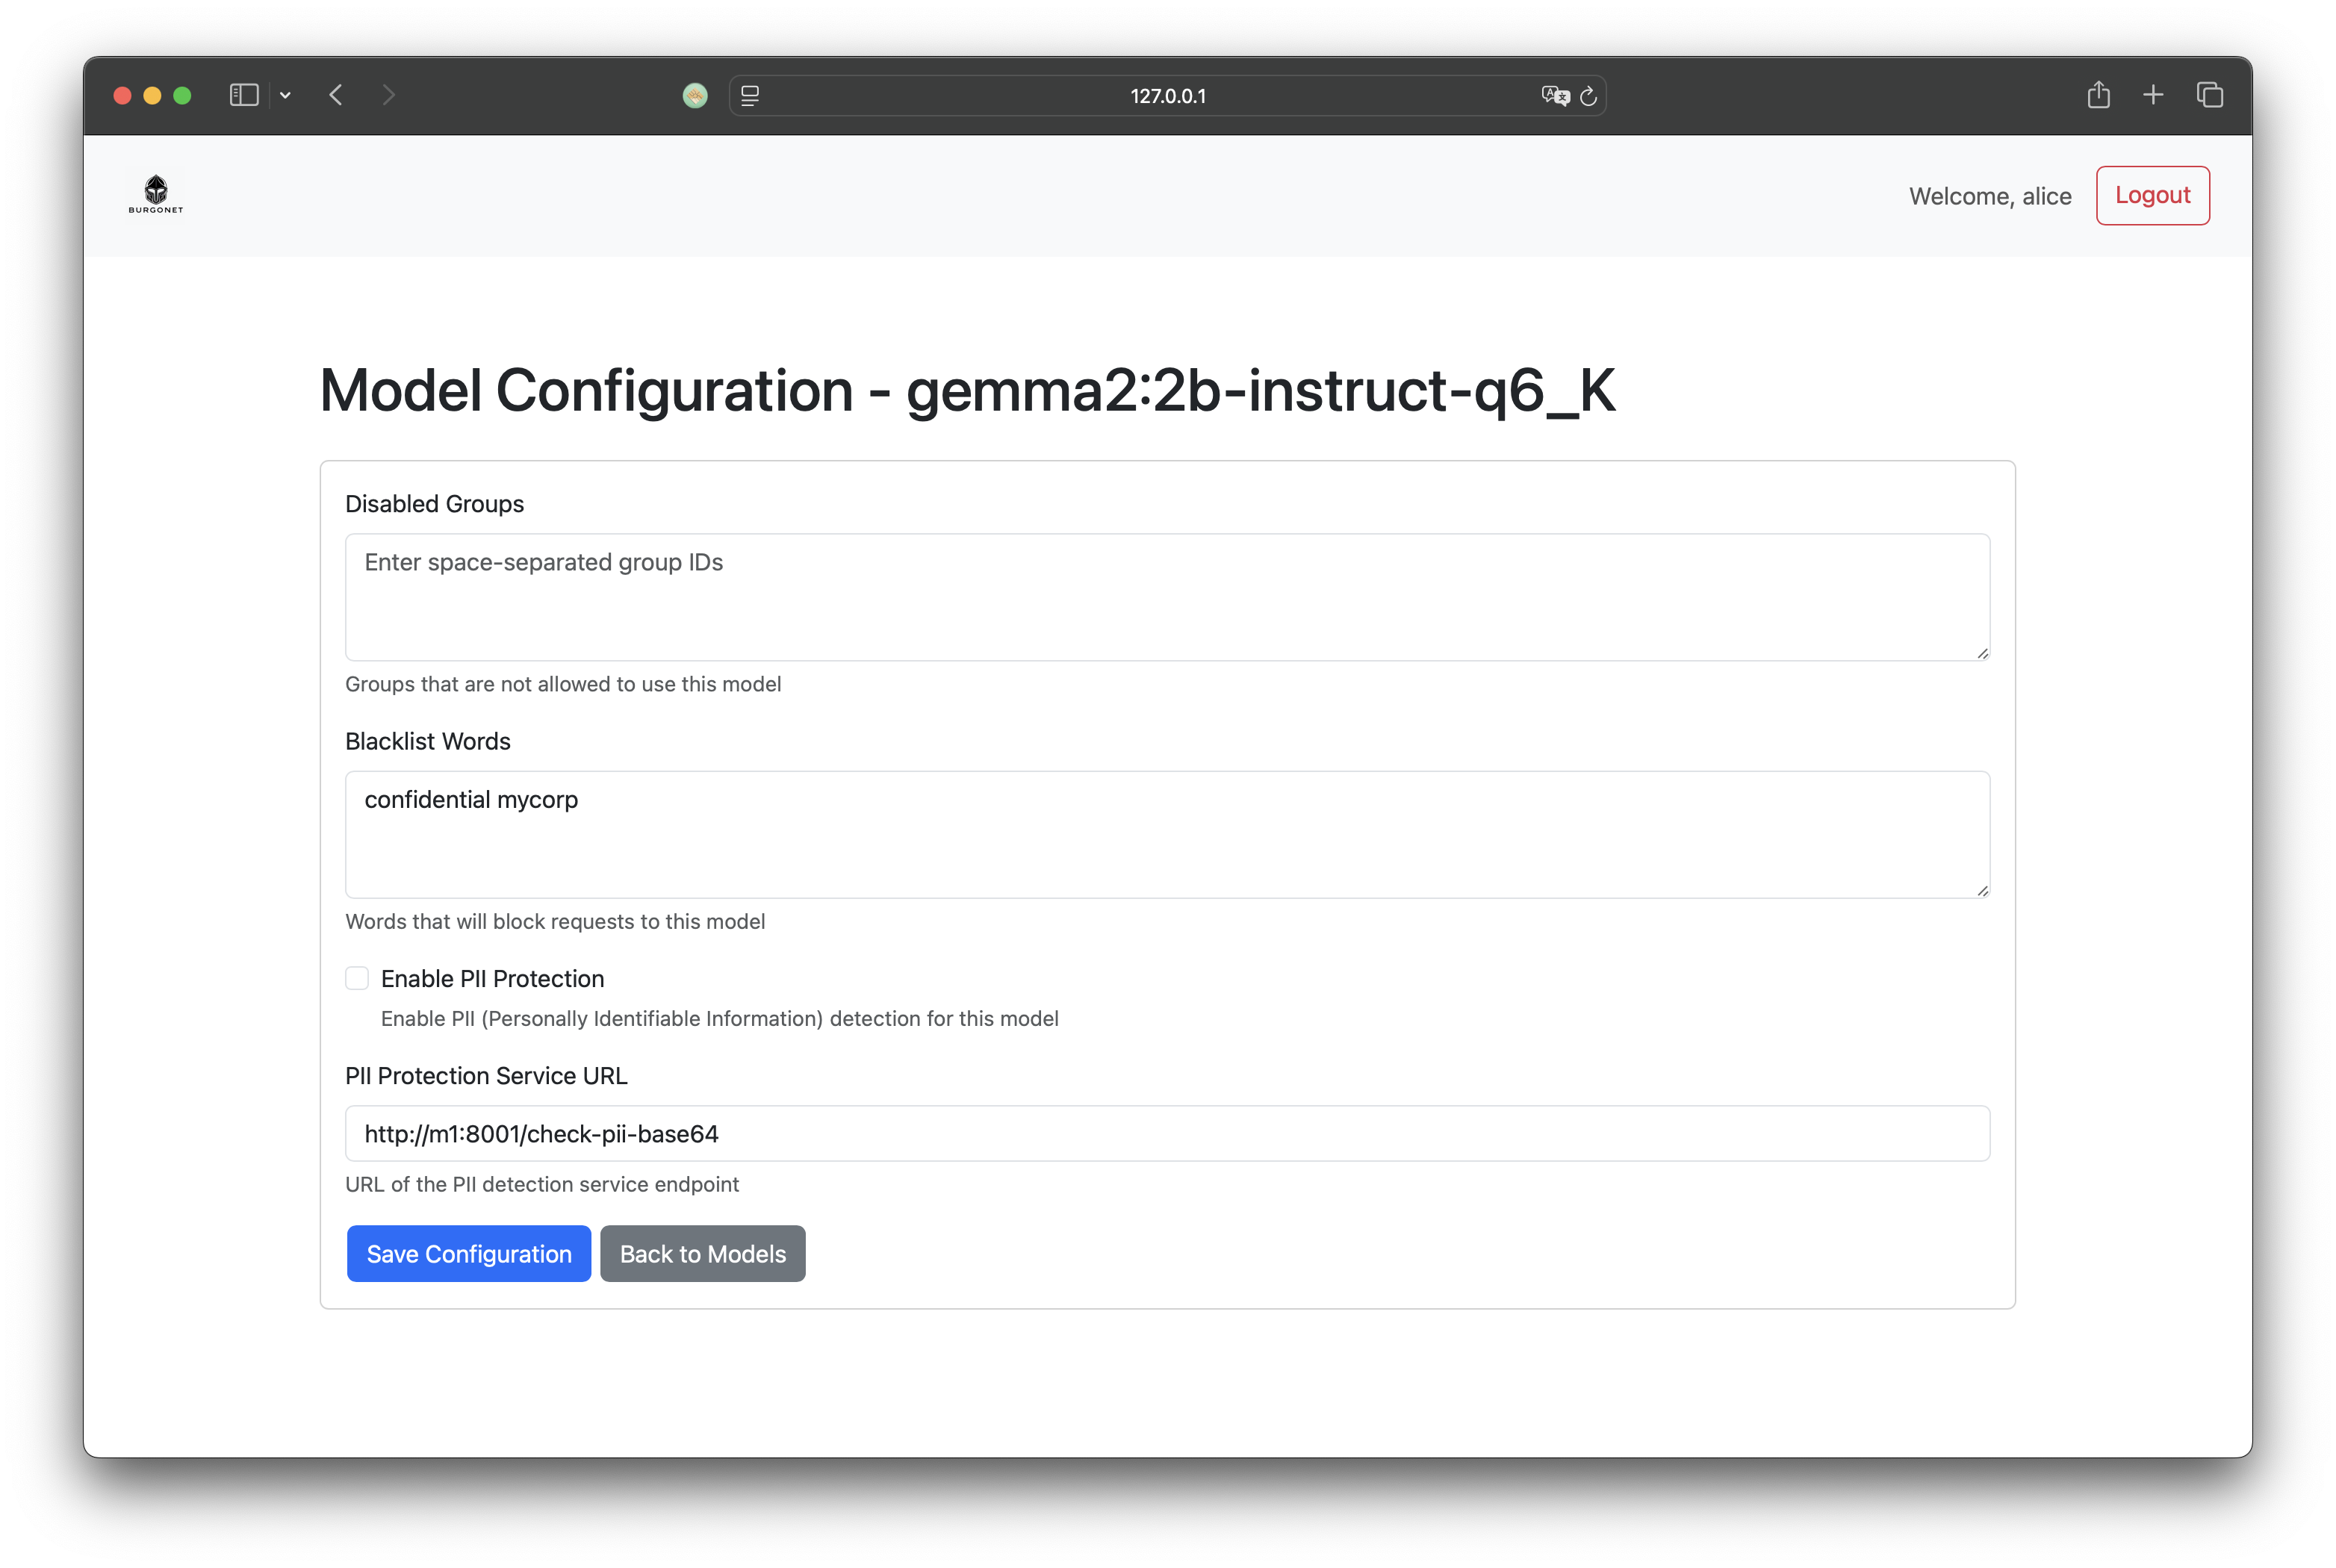 127.0.0.1
BURGONET
Welcome, alice
Logout
Model Configuration - gemma2:2b-instruct-q6_K
Disabled Groups
Enter space-separated group IDs
Groups that are not allowed to use this model
Blacklist Words
confidential mycorp
Words that will block requests to this model
Enable PII Protection
Enable PII (Personally Identifiable Information) detection for this model
PII Protection Service URL
http://m1:8001/check-pii-base64
URL of the PII detection service endpoint
Save Configuration
Back to Models